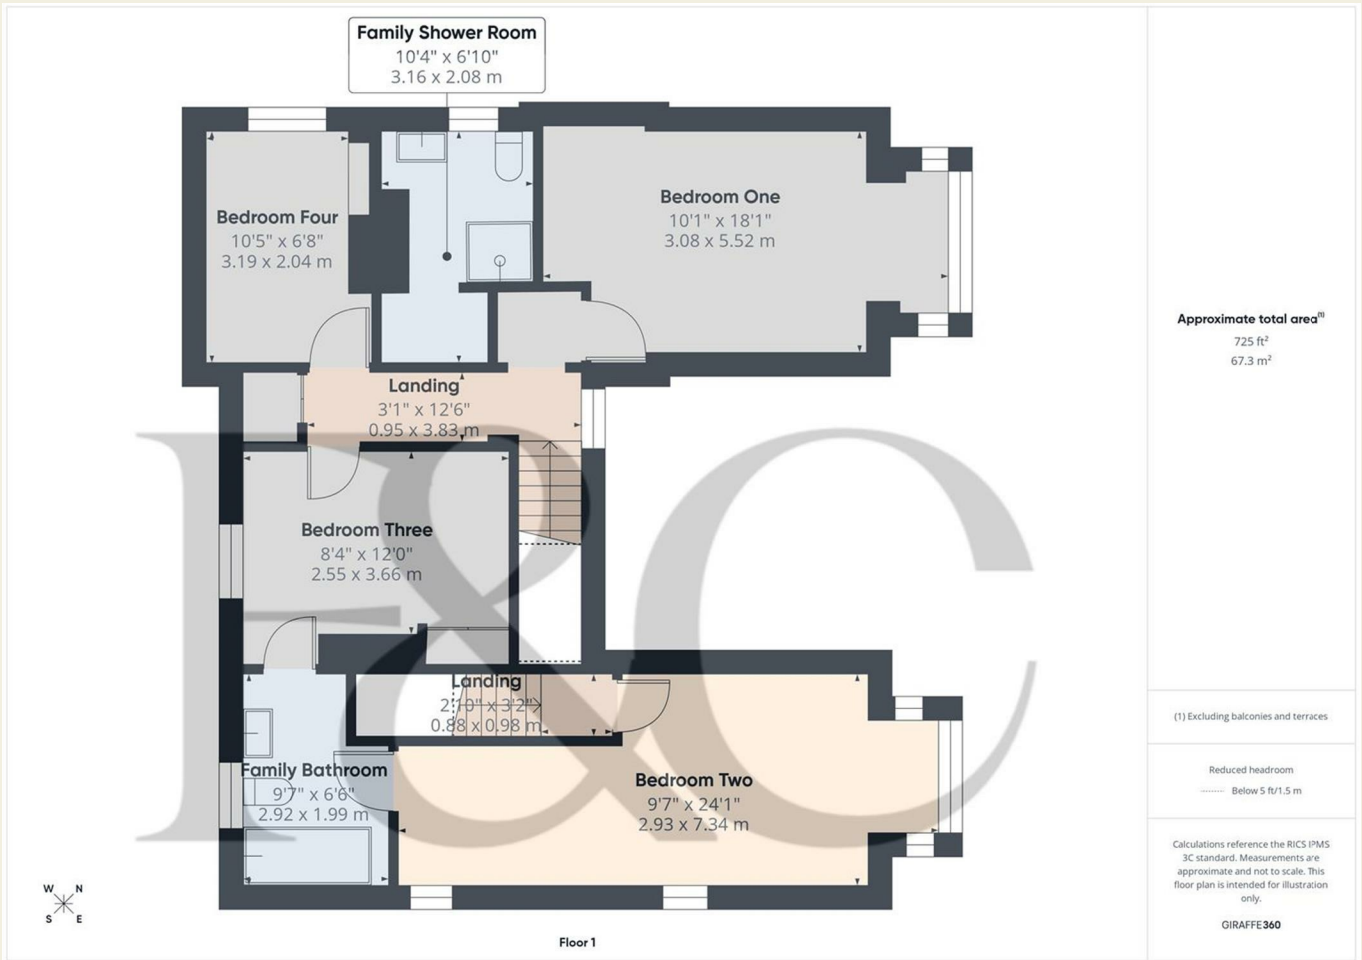 Family Shower Room
10'4" x 6'10"
3.16 x 2.08 m
Bedroom One
10'1" x 18'1"
3.08 x 5.52 m
Bedroom Four
10'5" x 6'8"
3.19 x 2.04 m
Landing
3'1" x 12'6"
0.95 x 3.83 m
Bedroom Three
8'4" x 12'0"
2.55 x 3.66 m
Landing
2'10" x 3'2"
0.88 x 0.98 m
Family Bathroom
9'7" x 6'6"
2.92 x 1.99 m
Bedroom Two
9'7" x 24'1"
2.93 x 7.34 m
F&C
W N
S E
Floor 1
Approximate total area(1)
725 ft²
67.3 m²
(1) Excluding balconies and terraces
Reduced headroom
Below 5 ft/1.5 m
Calculations reference the RICS IPMS
3C standard. Measurements are
approximate and not to scale. This
floor plan is intended for illustration
only.
GIRAFFE360